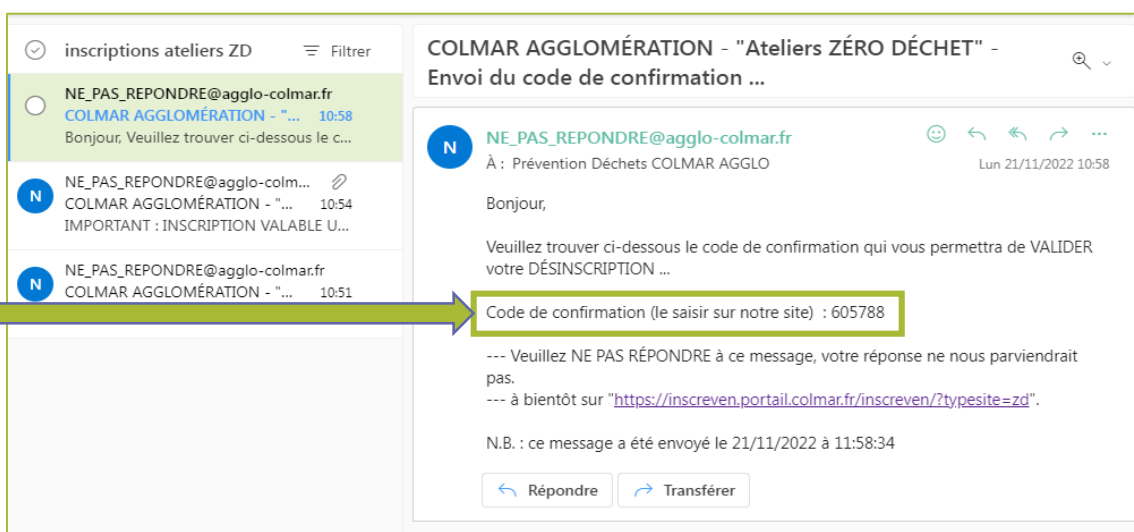 inscriptions ateliers ZD
Filtrer
NE_PAS_REPONDRE@agglo-colmar.fr
COLMAR AGGLOMÉRATION - "... 10:58
Bonjour, Veuillez trouver ci-dessous le c...
N
NE_PAS_REPONDRE@agglo-colm...
COLMAR AGGLOMÉRATION - "... 10:54
IMPORTANT : INSCRIPTION VALABLE U...
N
NE_PAS_REPONDRE@agglo-colmar.fr
COLMAR AGGLOMÉRATION - "... 10:51
COLMAR AGGLOMÉRATION - "Ateliers ZÉRO DÉCHET" -
Envoi du code de confirmation ...
N
NE_PAS_REPONDRE@agglo-colmar.fr
À : Prévention Déchets COLMAR AGGLO
Lun 21/11/2022 10:58
Bonjour,
Veuillez trouver ci-dessous le code de confirmation qui vous permettra de VALIDER
votre DÉSINSCRIPTION ...
Code de confirmation (le saisir sur notre site) : 605788
--- Veuillez NE PAS RÉPONDRE à ce message, votre réponse ne nous parviendrait
pas.
--- à bientôt sur "https://inscreven.portail.colmar.fr/inscreven/?typesite=zd".
N.B. : ce message a été envoyé le 21/11/2022 à 11:58:34
Répondre
Transférer